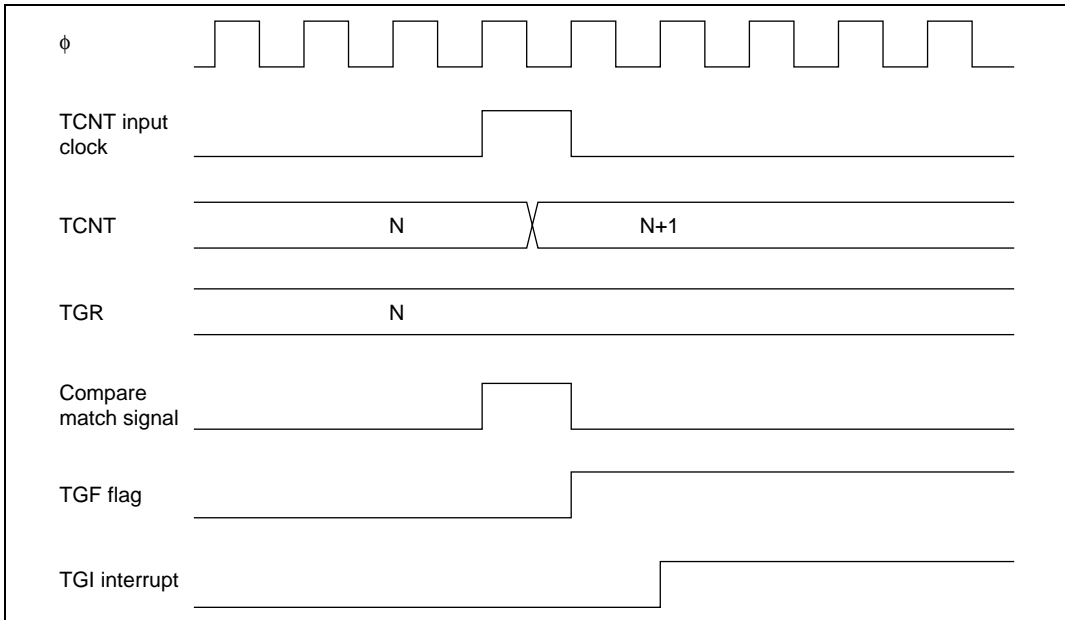 ϕ
TCNT input
clock
TCNT
N
N+1
TGR
N
Compare
match signal
TGF flag
TGI interrupt